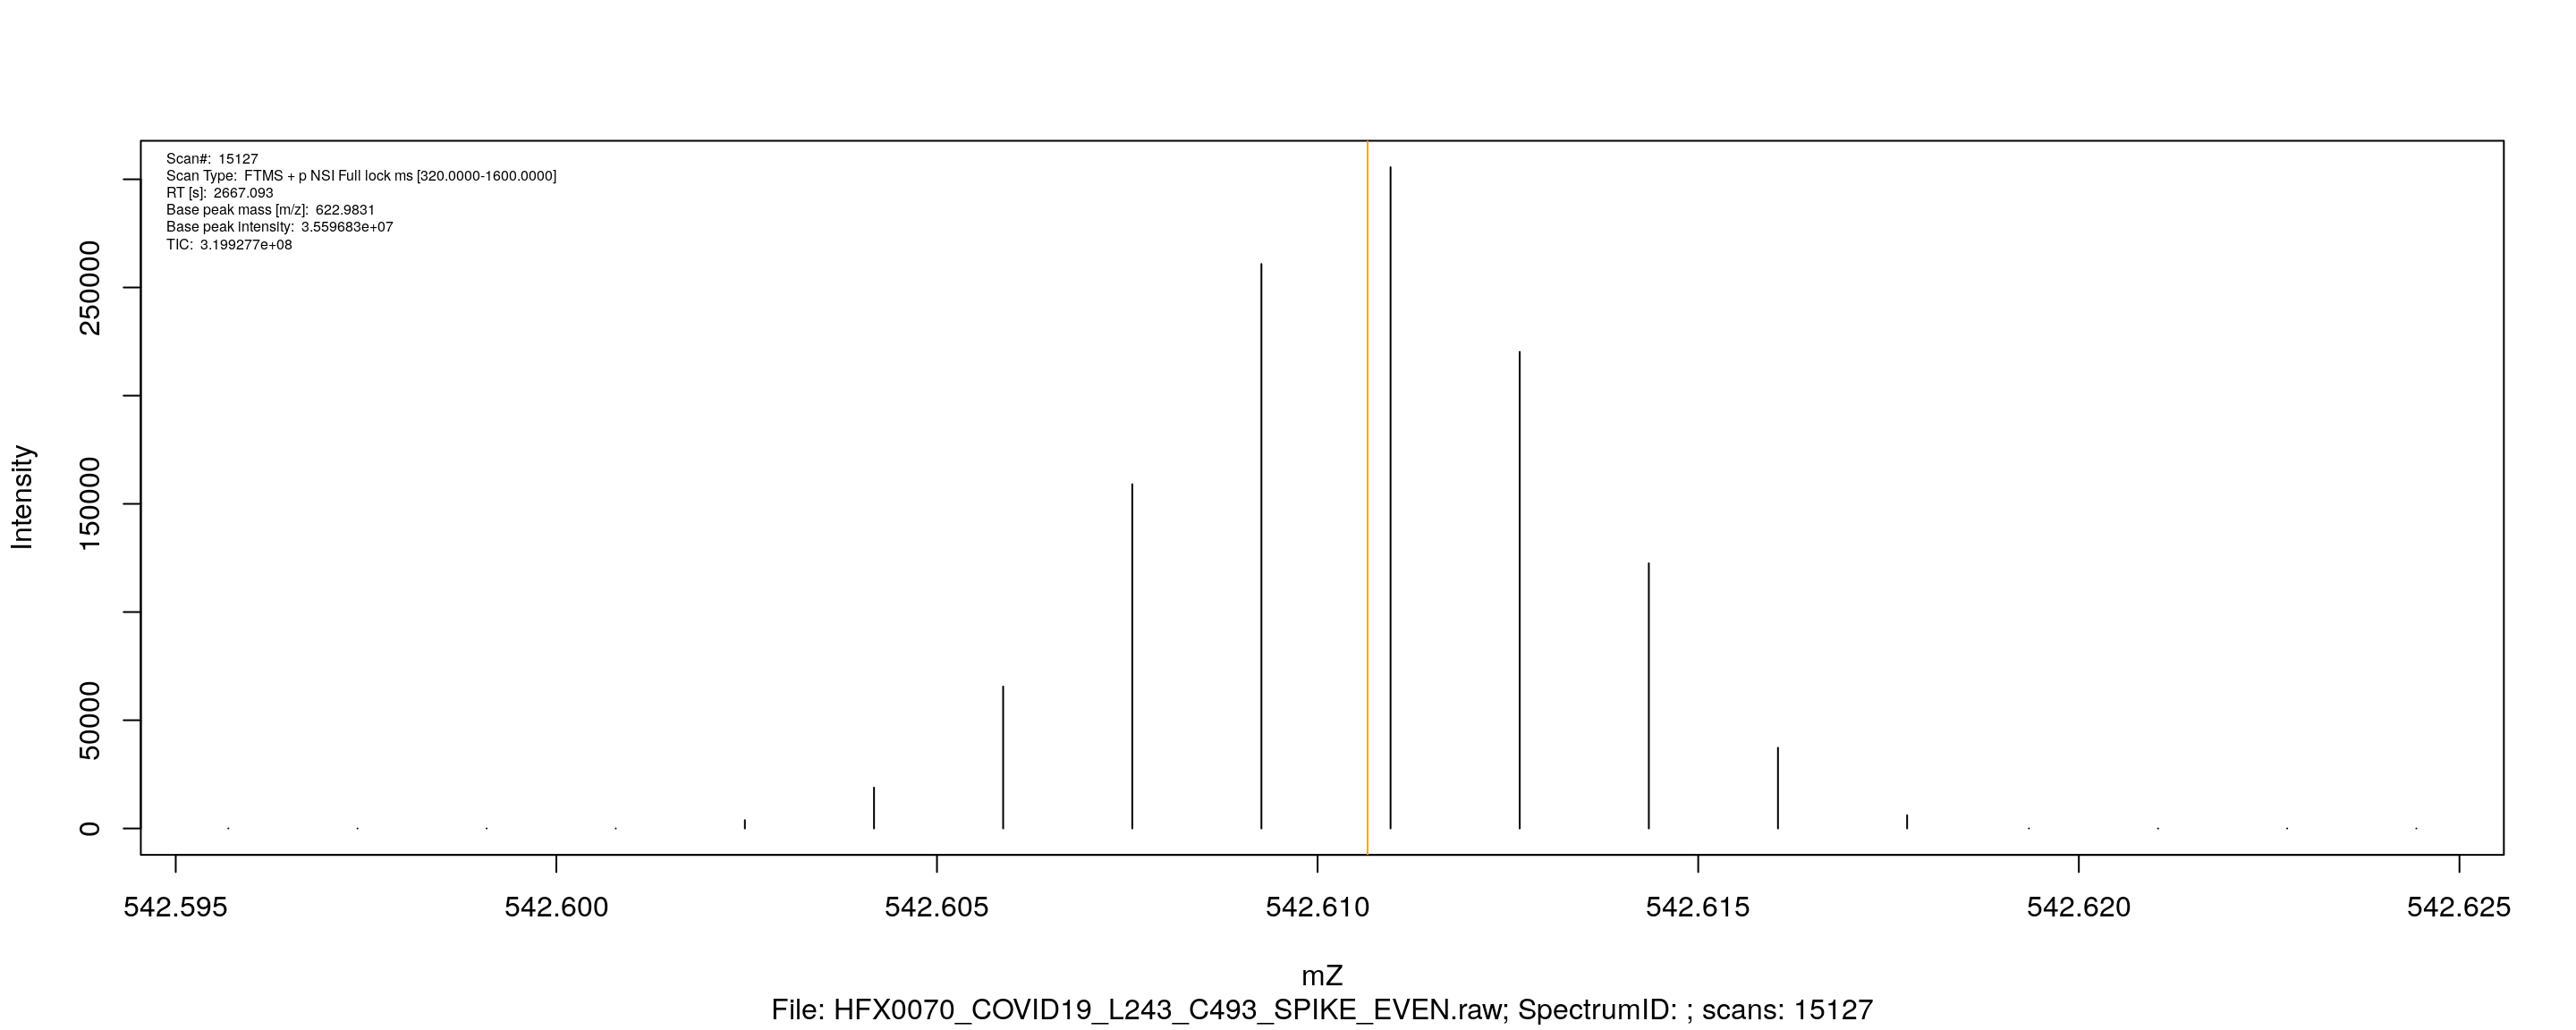 Scan#: 15127
Scan Type: FTMS + p NSI Full lock ms [320.0000-1600.0000]
RT [s]: 2667.093
Base peak mass [m/z]: 622.9831
Base peak intensity: 3.559683e+07
TIC: 3.199277e+08
250000
150000
50000
0
Intensity
542.595 542.600 542.605 542.610 542.615 542.620 542.625
mZ
File: HFX0070_COVID19_L243_C493_SPIKE_EVEN.raw; SpectrumID: ; scans: 15127